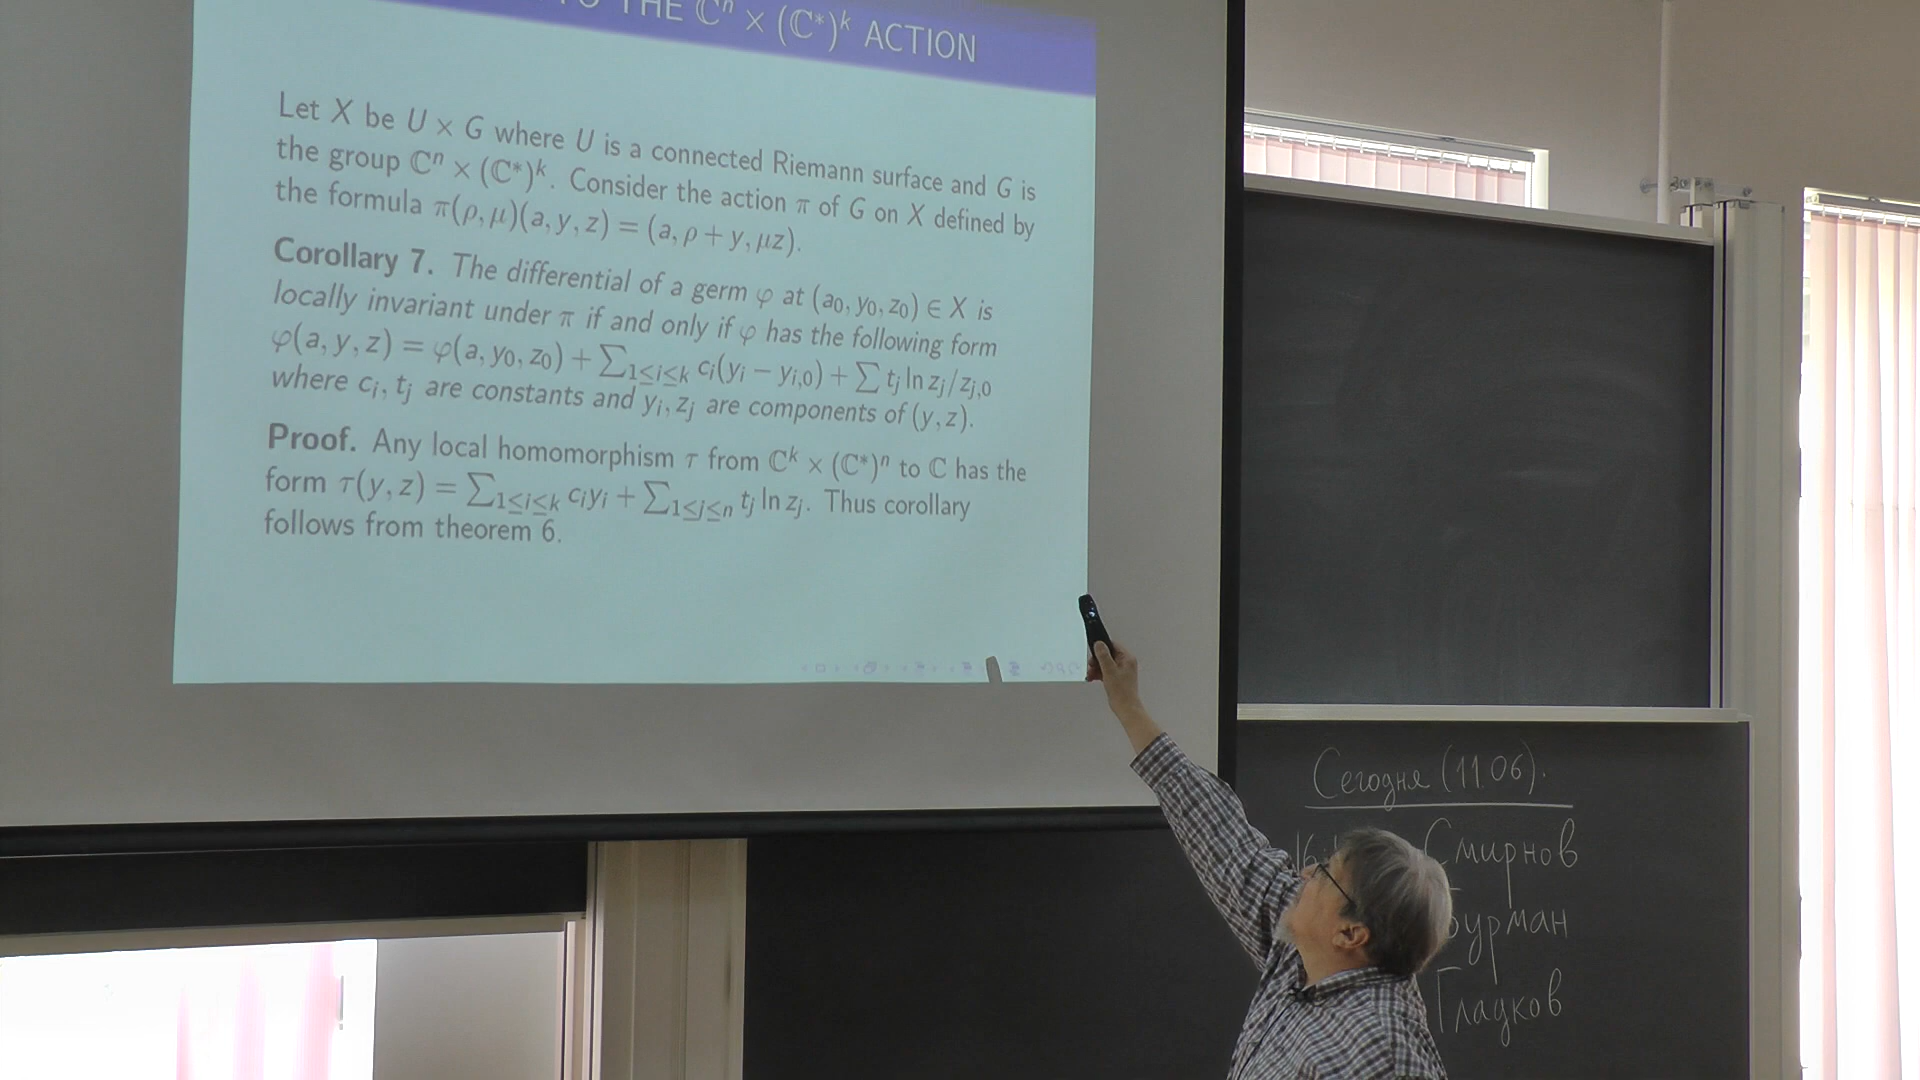 THE ℂⁿ × (ℂ*)ᵏ ACTION
Let X be U × G where U is a connected Riemann surface and G is
the group ℂⁿ × (ℂ*)ᵏ. Consider the action π of G on X defined by
the formula π(ρ, μ)(a, y, z) = (a, ρ + y, μz).
Corollary 7. The differential of a germ φ at (a₀, y₀, z₀) ∈ X is
locally invariant under π if and only if φ has the following form
φ(a, y, z) = φ(a, y₀, z₀) + ∑_{1≤i≤k} cᵢ(yᵢ − y_{i,0}) + ∑ tⱼ ln zⱼ/z_{j,0}
where cᵢ, tⱼ are constants and yᵢ, zⱼ are components of (y, z).
Proof. Any local homomorphism τ from ℂᵏ × (ℂ*)ⁿ to ℂ has the
form τ(y, z) = ∑_{1≤i≤k} cᵢyᵢ + ∑_{1≤j≤n} tⱼ ln zⱼ. Thus corollary
follows from theorem 6.
Сегодня (11.06).
Смирнов
Бурман
Гладков